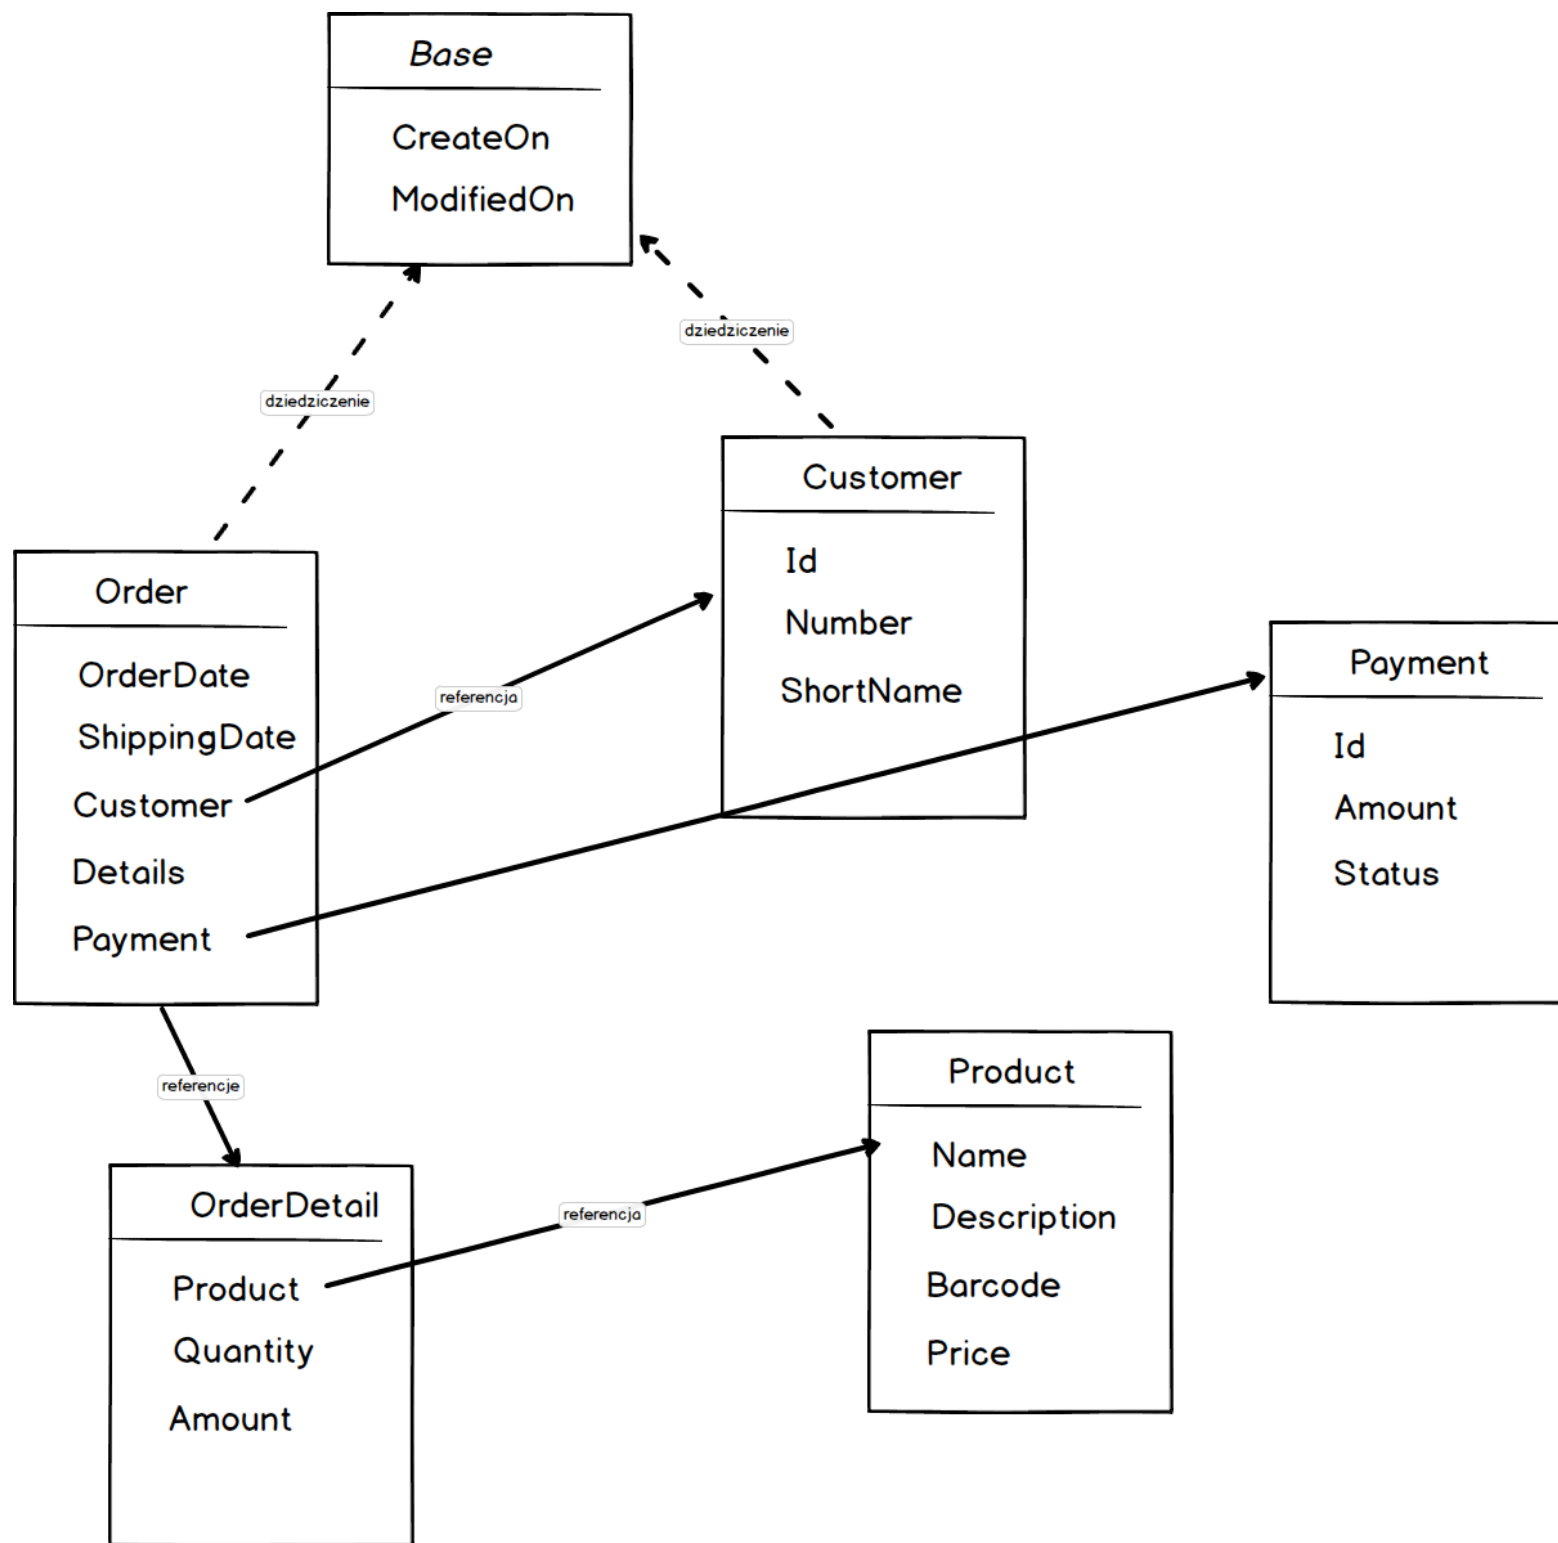 Base
CreateOn
ModifiedOn
dziedziczenie
dziedziczenie
Customer
Id
Number
ShortName
Order
OrderDate
ShippingDate
Customer
Details
Payment
referencja
Payment
Id
Amount
Status
referencje
OrderDetail
Product
Quantity
Amount
referencja
Product
Name
Description
Barcode
Price